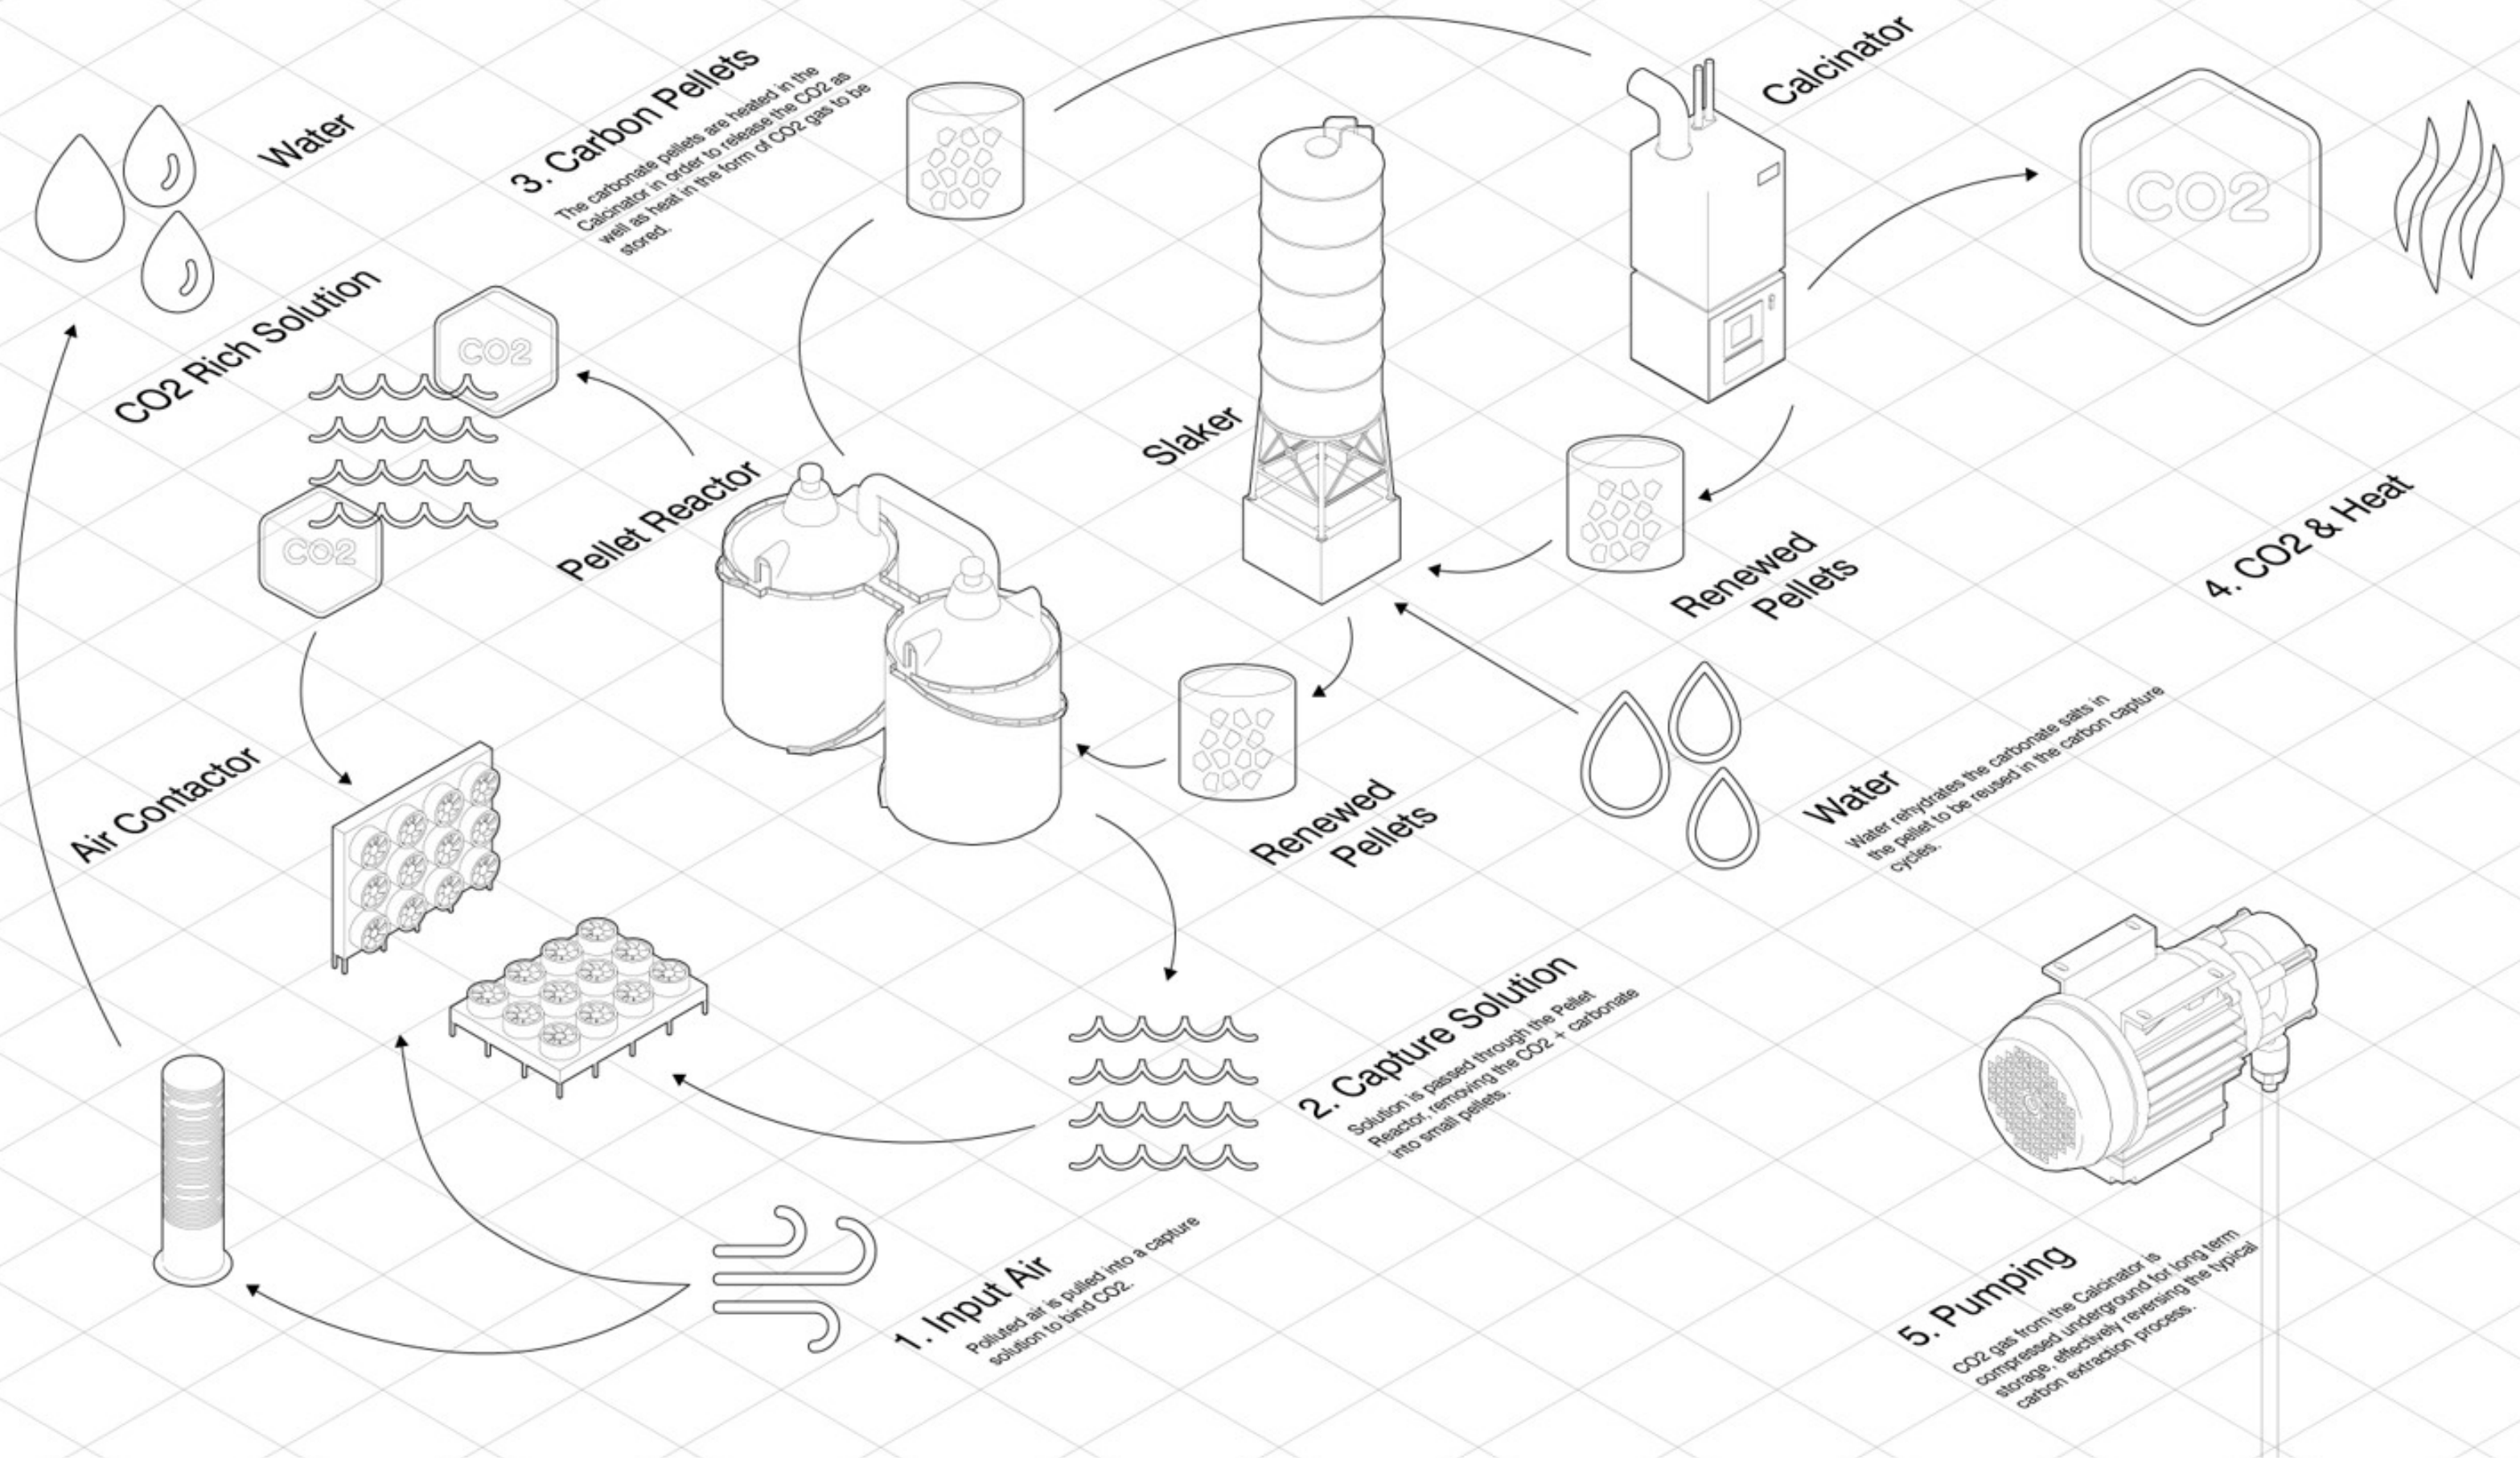 Water
3. Carbon Pellets
The carbonate pellets are heated in the
Calcinator in order to release the CO2 as
well as heat in the form of CO2 gas to be
stored.
Calcinator
CO2
CO2 Rich Solution
CO2
CO2
Pellet Reactor
Slaker
Renewed
Pellets
4. CO2 & Heat
Air Contactor
Renewed
Pellets
Water
Water rehydrates the carbonate salts in
the pellet to be reused in the carbon capture
cycles.
2. Capture Solution
Solution is passed through the Pellet
Reactor, removing the CO2 + carbonate
into small pellets.
1. Input Air
Polluted air is pulled into a capture
solution to bind CO2.
5. Pumping
CO2 gas from the Calcinator is
compressed underground for long term
storage, effectively reversing the typical
carbon extraction process.